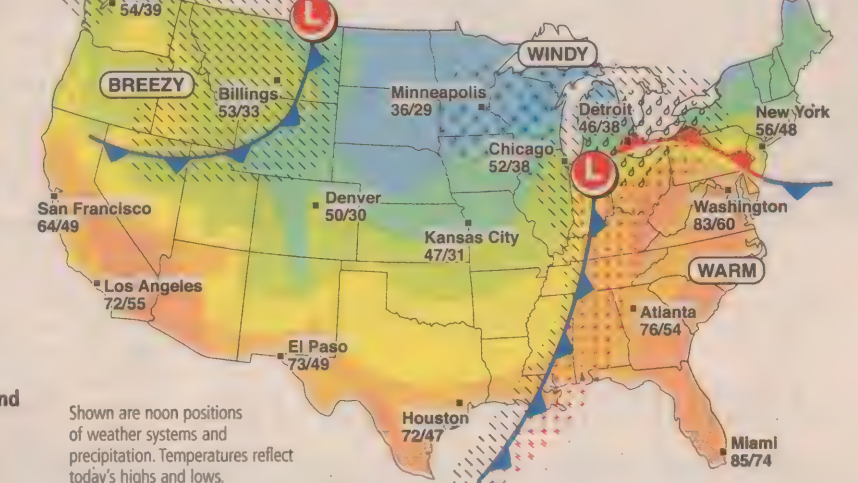 54/39
L
WINDY
BREEZY
Billings
53/33
Minneapolis
36/29
Detroit
46/38
New York
56/48
Chicago
52/38
L
Denver
50/30
San Francisco
64/49
Washington
83/60
Kansas City
47/31
WARM
Los Angeles
72/55
Atlanta
76/54
El Paso
73/49
nd
Houston
72/47
Shown are noon positions
of weather systems and
precipitation. Temperatures reflect
today's highs and lows.
Miami
85/74